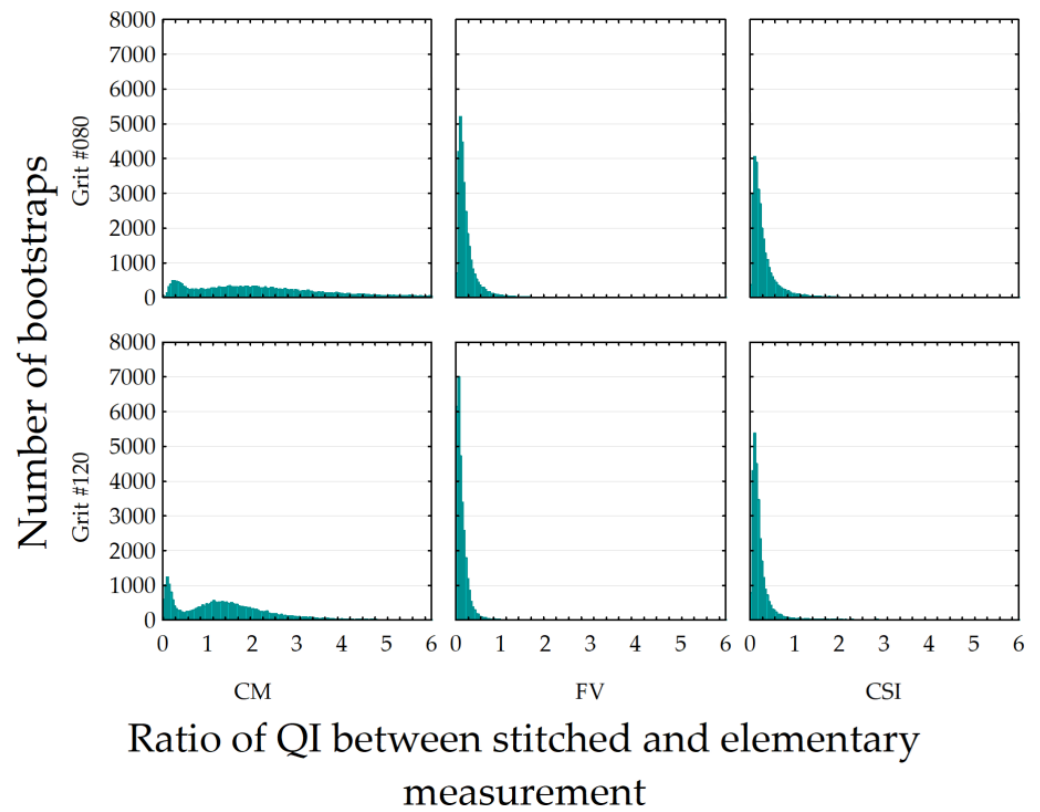 8000
7000
6000
5000
4000
3000
2000
1000
0
Grit #080
8000
7000
6000
5000
4000
3000
2000
1000
0
Grit #120
Number of bootstraps
0 1 2 3 4 5 6 0 1 2 3 4 5 6 0 1 2 3 4 5 6
CM FV CSI
Ratio of QI between stitched and elementary
measurement